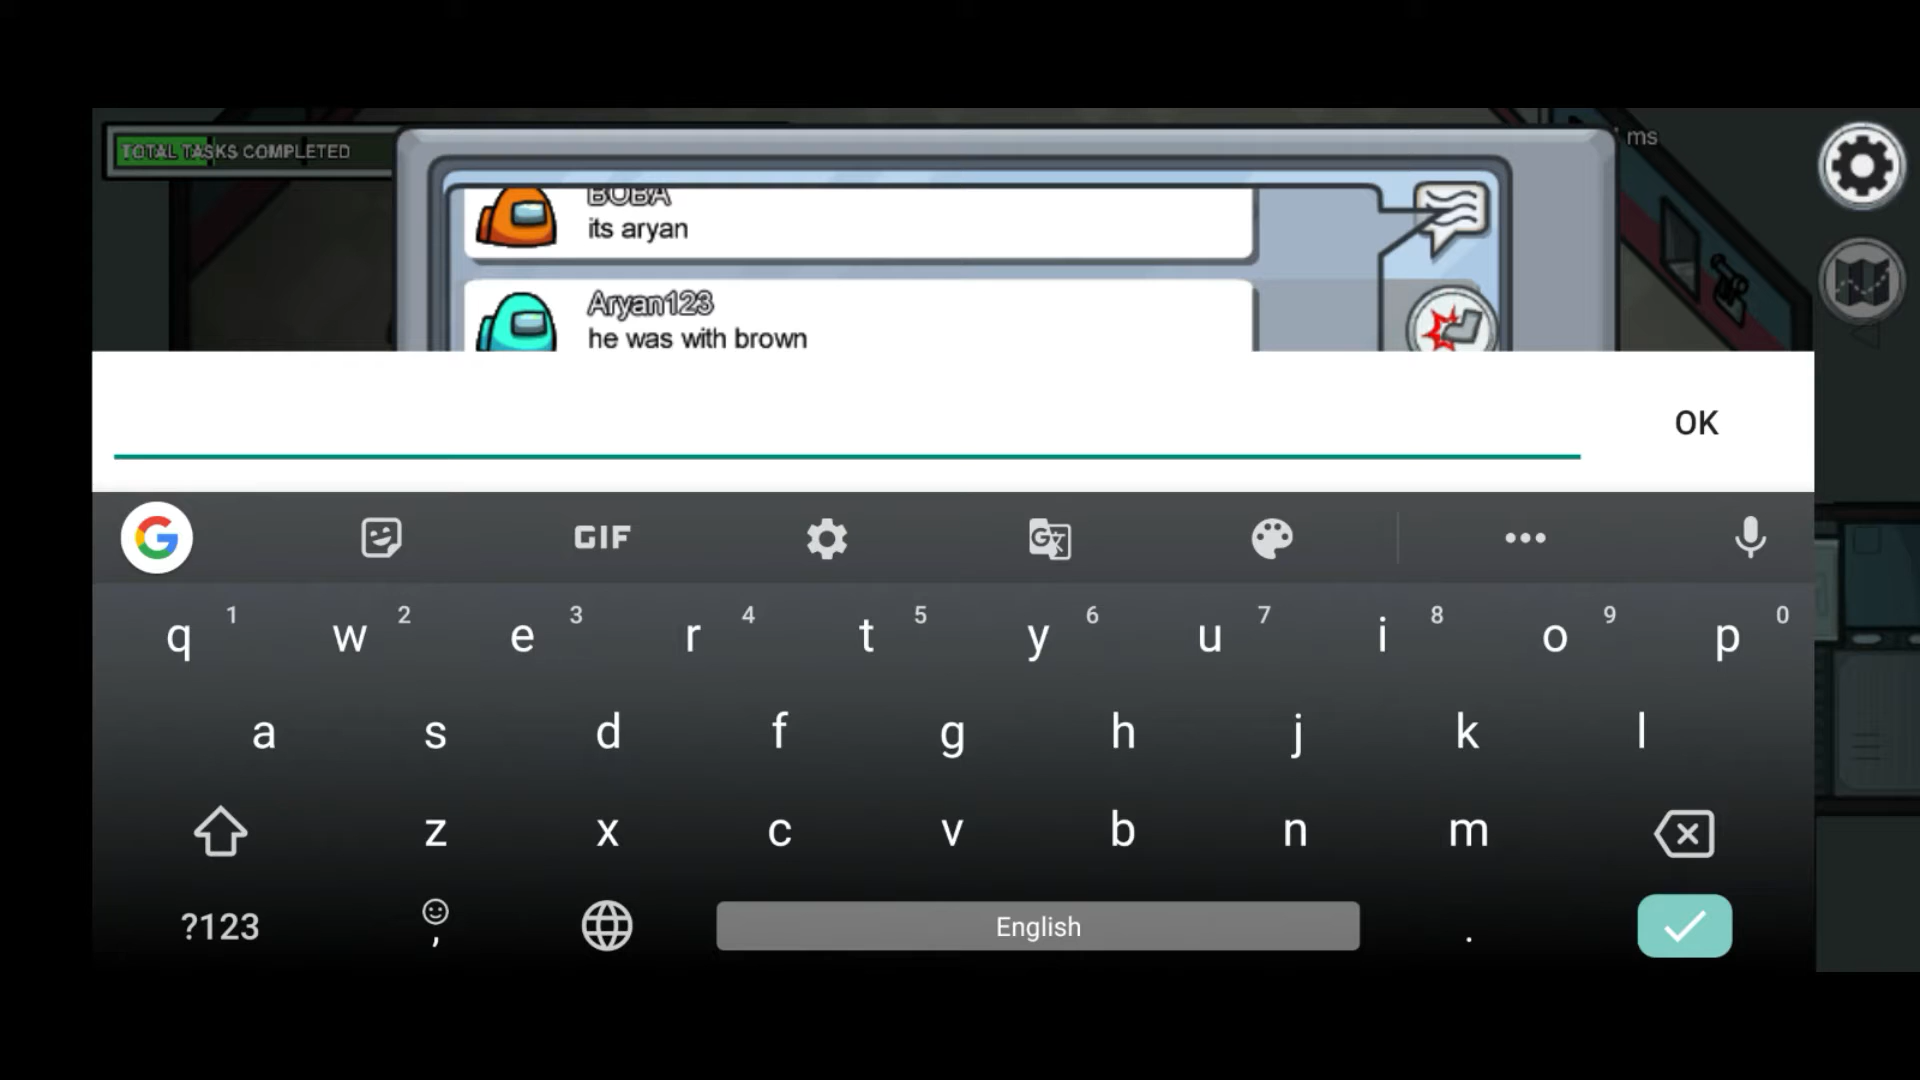 TOTAL TASKS COMPLETED
ms
BOBA
its aryan
Aryan123
he was with brown
OK
GIF
1 2 3 4 5 6 7 8 9 0
q w e r t y u i o p
a s d f g h j k l
z x c v b n m
?123 , English .